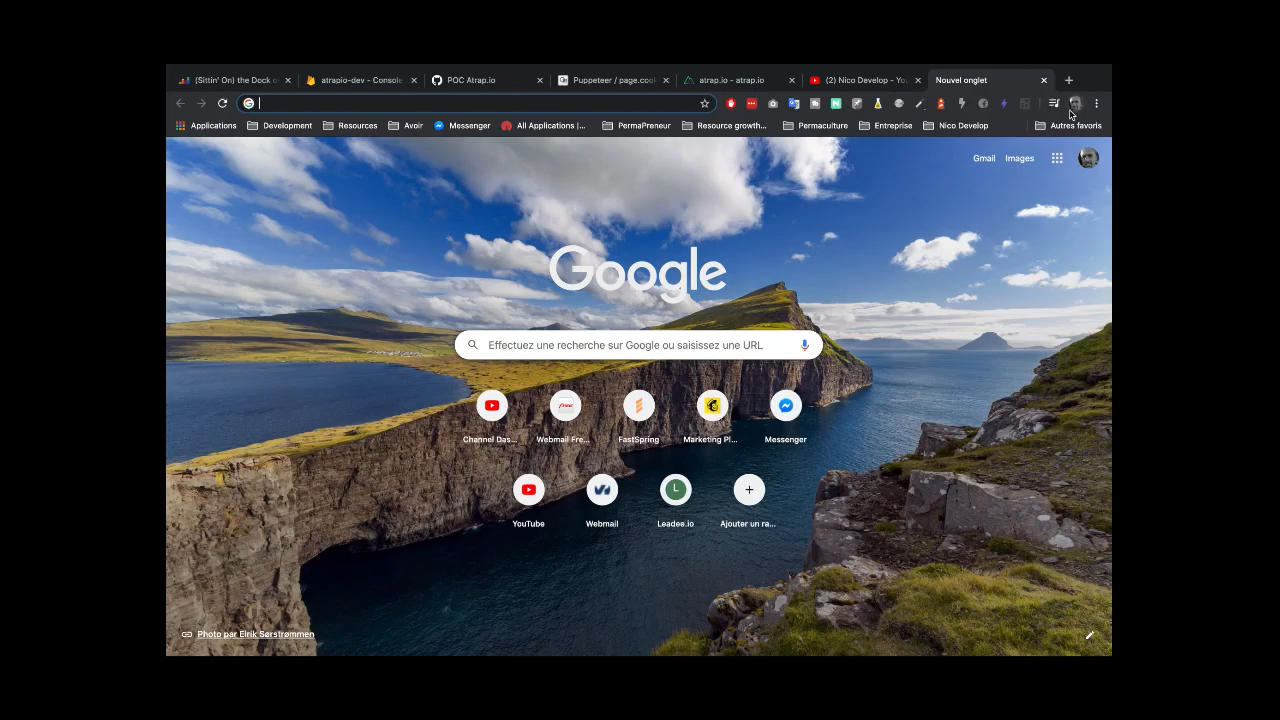 (Sittin' On) the Dock o
atrapio-dev - Console
POC Atrap.io
Puppeteer / page.cook
atrap.io - atrap.io
(2) Nico Develop - You
Nouvel onglet
Applications
Development
Resources
Avoir
Messenger
All Applications |...
PermaPreneur
Resource growth...
Permaculture
Entreprise
Nico Develop
Autres favoris
Gmail
Images
Google
Effectuez une recherche sur Google ou saisissez une URL
Channel Das...
Webmail Fre...
FastSpring
Marketing Pl...
Messenger
YouTube
Webmail
Leadee.io
Ajouter un ra...
Photo par Eirik Sørstrømmen